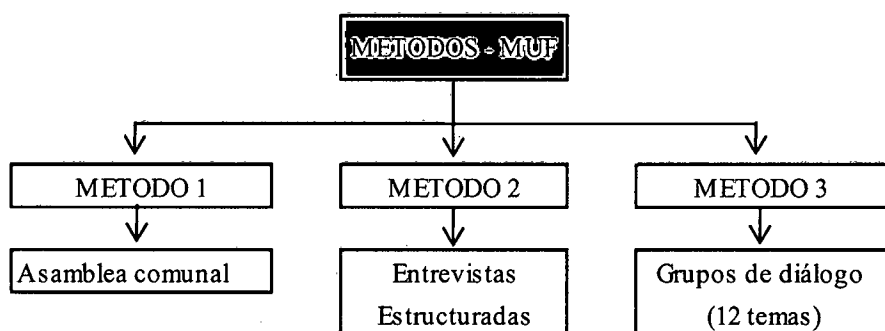 METODOS - MUF
METODO 1
METODO 2
METODO 3
Asamblea comunal
Entrevistas
Estructuradas
Grupos de diálogo
(12 temas)